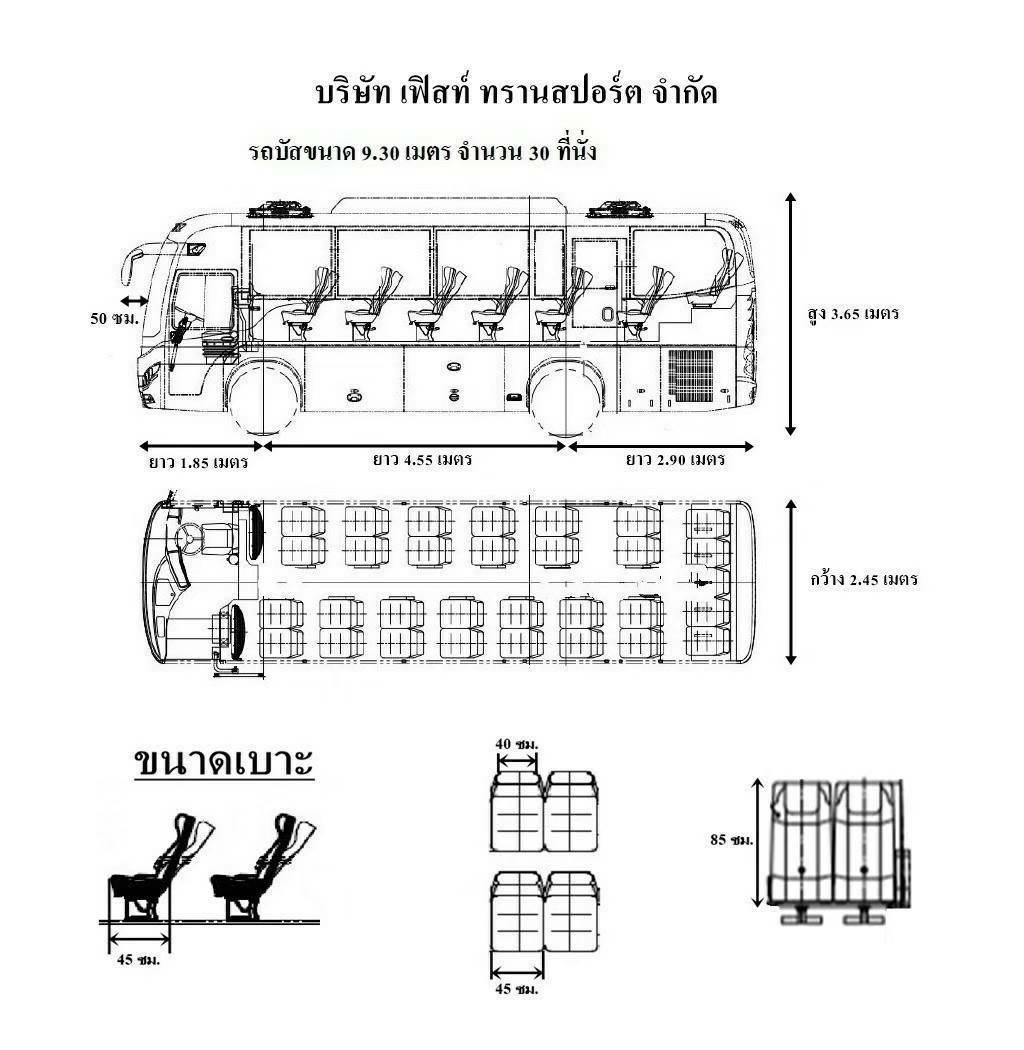 บริษัท เฟิสท์ ทรานสปอร์ต จำกัด
รถบัสขนาด 9.30 เมตร จำนวน 30 ที่นั่ง
50 ซม.
สูง 3.65 เมตร
ยาว 1.85 เมตร
ยาว 4.55 เมตร
ยาว 2.90 เมตร
กว้าง 2.45 เมตร
ขนาดเบาะ
40 ซม.
85 ซม.
45 ซม.
45 ซม.